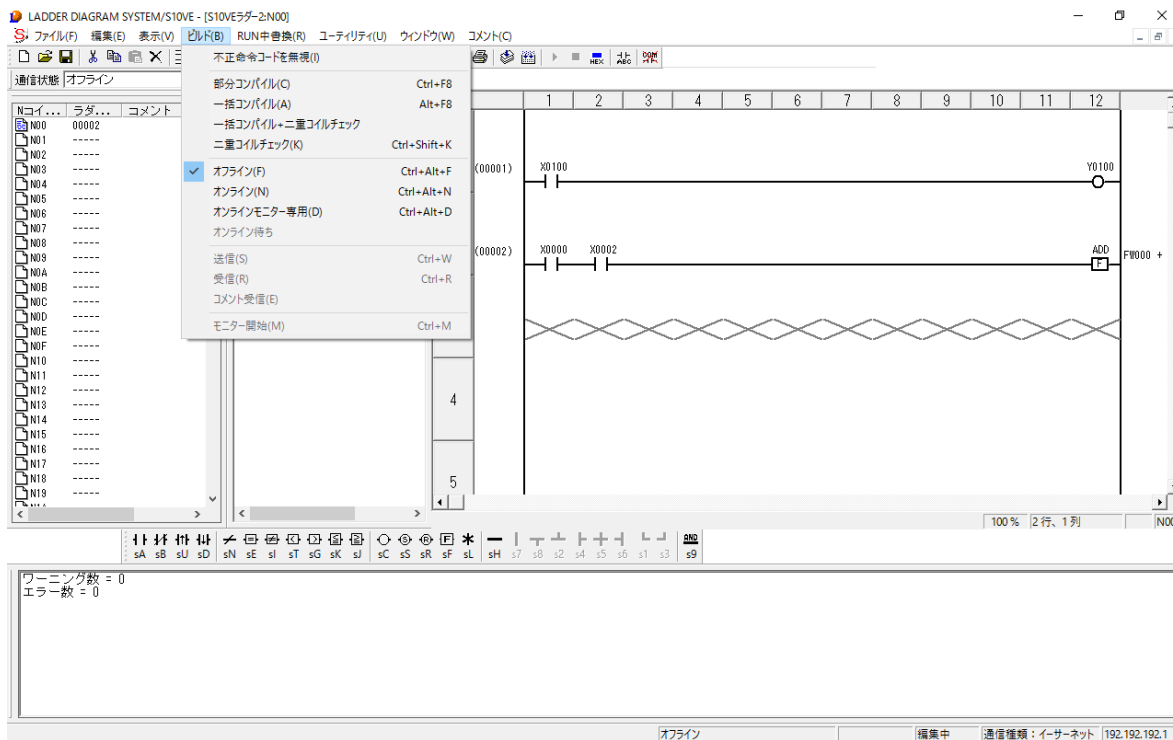 LADDER DIAGRAM SYSTEM/S10VE - [S10VEラダー2:N00]
ファイル(F) 編集(E) 表示(V) ビルド(B) RUN中書換(R) ユーティリティ(U) ウィンドウ(W) コメント(C)
HEX ABC
通信状態 オフライン
不正命令コードを無視(I)
部分コンパイル(C) Ctrl+F8
一括コンパイル(A) Alt+F8
一括コンパイル+二重コイルチェック
二重コイルチェック(K) Ctrl+Shift+K
オフライン(F) Ctrl+Alt+F
オンライン(N) Ctrl+Alt+N
オンラインモニター専用(D) Ctrl+Alt+D
オンライン待ち
送信(S) Ctrl+W
受信(R) Ctrl+R
コメント受信(E)
モニター開始(M) Ctrl+M
Nコイ... ラダ... コメント
N00 00002
N01 -----
N02 -----
N03 -----
N04 -----
N05 -----
N06 -----
N07 -----
N08 -----
N09 -----
N0A -----
N0B -----
N0C -----
N0D -----
N0E -----
N0F -----
N10 -----
N11 -----
N12 -----
N13 -----
N14 -----
N15 -----
N16 -----
N17 -----
N18 -----
N19 -----
1 2 3 4 5 6 7 8 9 10 11 12
(00001) X0100 Y0100
(00002) X0000 X0002 ADD FW000 +
F
4
5
100 % 2行、1列 N00
sA sB sU sD sN sE sI sT sG sK sJ sC sS sR sF sL sH s7 s8 s2 s4 s5 s6 s1 s3 s9
AND
ワーニング数 = 0
エラー数 = 0
オフライン 編集中 通信種類：イーサーネット 192.192.192.1